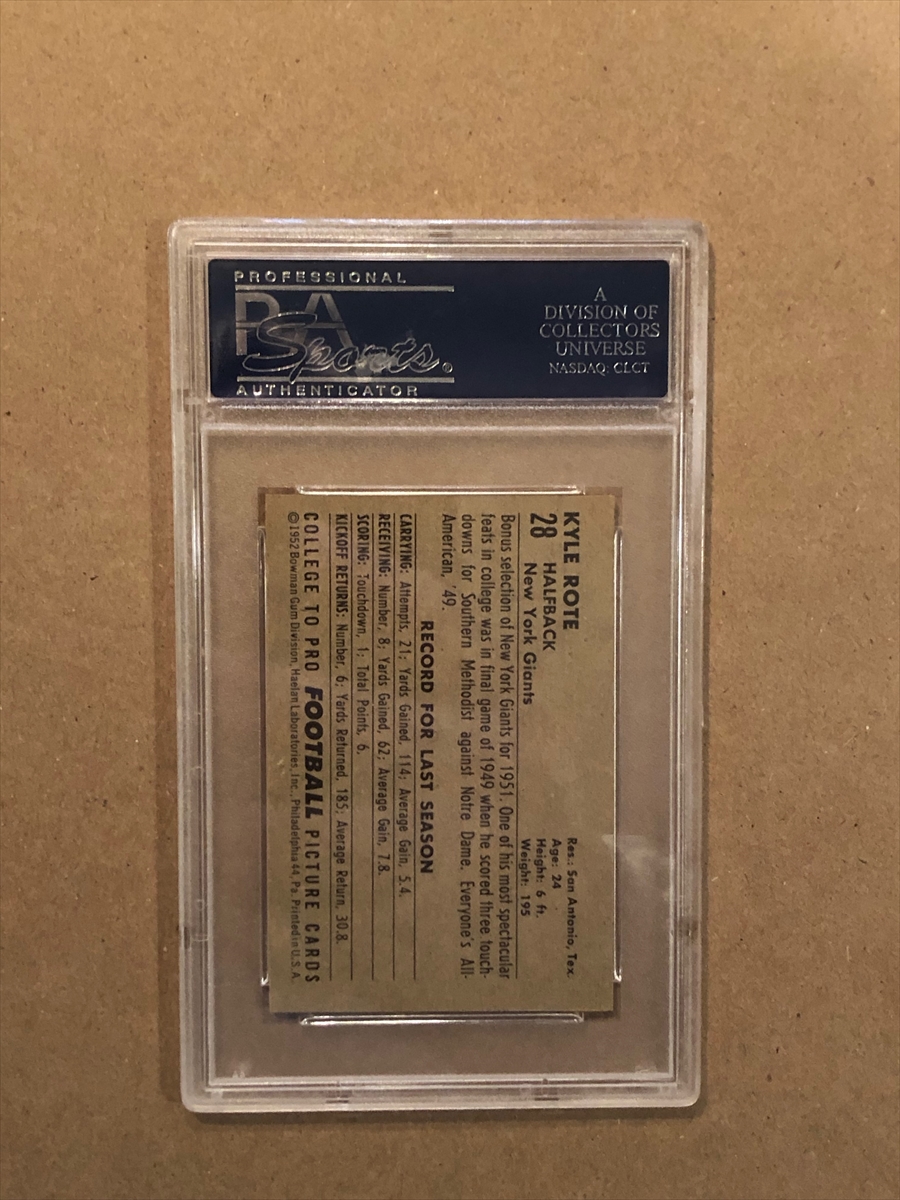 PROFESSIONAL
PSA
Sports®
AUTHENTICATOR
A
DIVISION OF
COLLECTORS
UNIVERSE
NASDAQ: CLCT
KYLE ROTE
28 HALFBACK
New York Giants
Res.: San Antonio, Tex.
Age: 24
Height: 6 ft.
Weight: 195
Bonus selection of New York Giants for 1951. One of his most spectacular
feats in college was in final game of 1949 when he scored three touch-
downs for Southern Methodist against Notre Dame. Everyone's All-
American, '49.
RECORD FOR LAST SEASON
CARRYING: Attempts, 21; Yards Gained, 114; Average Gain, 5.4.
RECEIVING: Number, 8; Yards Gained, 62; Average Gain, 7.8.
SCORING: Touchdown, 1; Total Points, 6.
KICKOFF RETURNS: Number, 6; Yards Returned, 185; Average Return, 30.8.
COLLEGE TO PRO FOOTBALL PICTURE CARDS
©1952 Bowman Gum Division, Haelan Laboratories, Inc., Philadelphia 44, Pa. Printed in U.S.A.